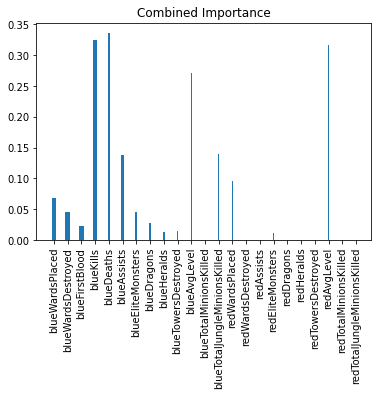 Combined Importance
0.35
0.30
0.25
0.20
0.15
0.10
0.05
0.00
blueWardsPlaced
blueWardsDestroyed
blueFirstBlood
blueKills
blueDeaths
blueAssists
blueEliteMonsters
blueDragons
blueHeralds
blueTowersDestroyed
blueAvgLevel
blueTotalMinionsKilled
blueTotalJungleMinionsKilled
redWardsPlaced
redWardsDestroyed
redAssists
redEliteMonsters
redDragons
redHeralds
redTowersDestroyed
redAvgLevel
redTotalMinionsKilled
redTotalJungleMinionsKilled